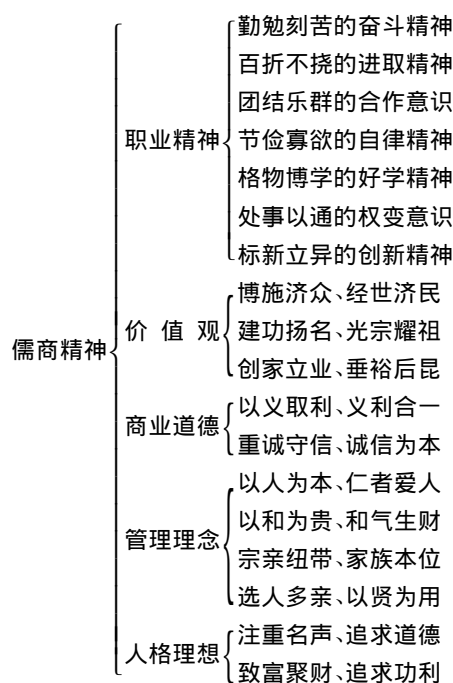 儒商精神
职业精神
勤勉刻苦的奋斗精神
百折不挠的进取精神
团结乐群的合作意识
节俭寡欲的自律精神
格物博学的好学精神
处事以通的权变意识
标新立异的创新精神
价值观
博施济众、经世济民
建功扬名、光宗耀祖
创家立业、垂裕后昆
商业道德
以义取利、义利合一
重诚守信、诚信为本
管理理念
以人为本、仁者爱人
以和为贵、和气生财
宗亲纽带、家族本位
选人多亲、以贤为用
人格理想
注重名声、追求道德
致富聚财、追求功利